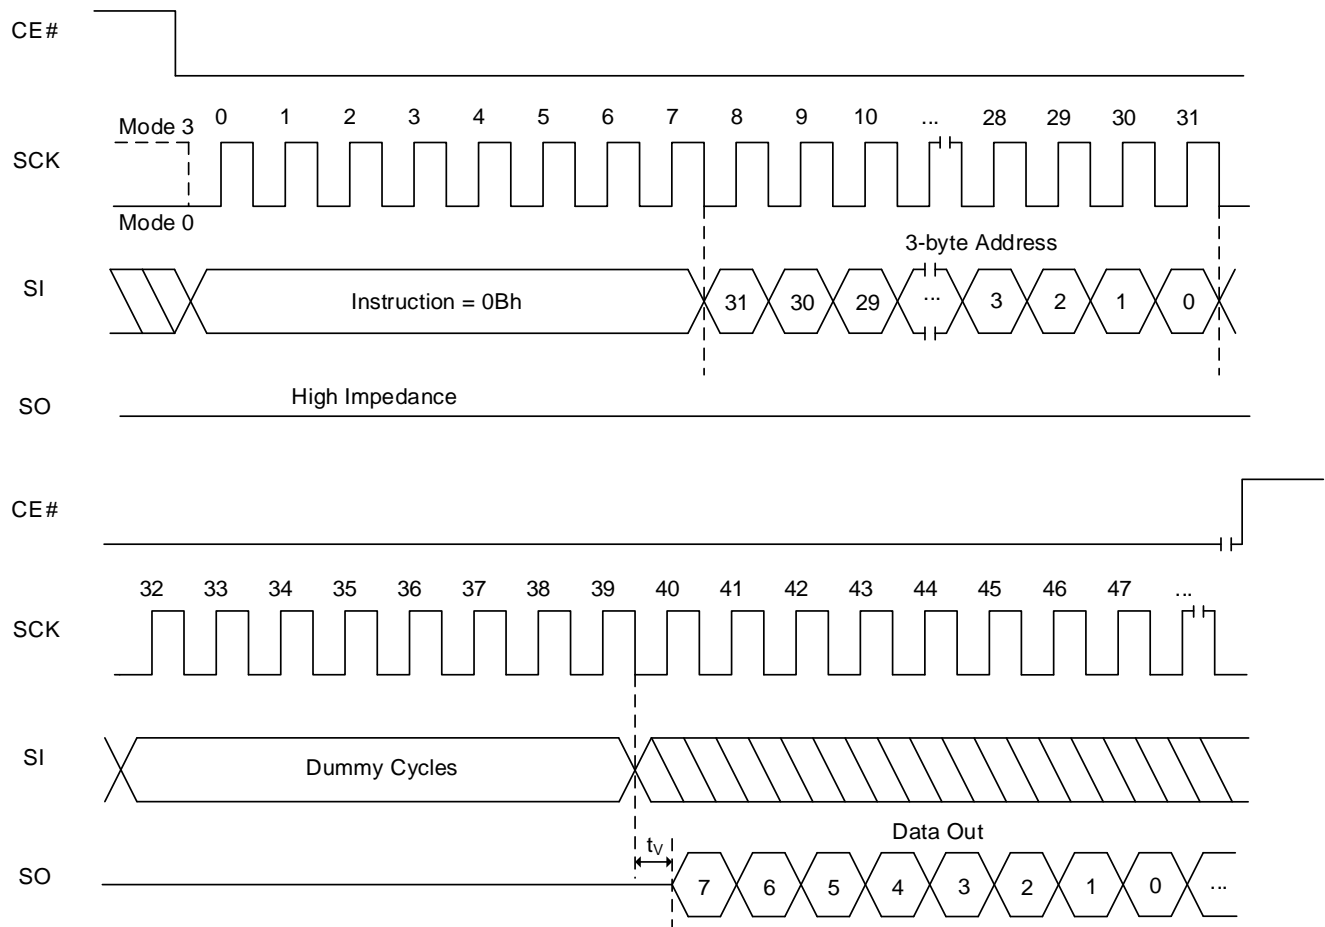 CE#
0 1 2 3 4 5 6 7 8 9 10 ... 28 29 30 31
Mode 3
SCK
Mode 0
3-byte Address
SI
Instruction = 0Bh
31 30 29 ... 3 2 1 0
High Impedance
SO
CE#
32 33 34 35 36 37 38 39 40 41 42 43 44 45 46 47 ...
SCK
SI
Dummy Cycles
Data Out
tV
SO
7 6 5 4 3 2 1 0 ...